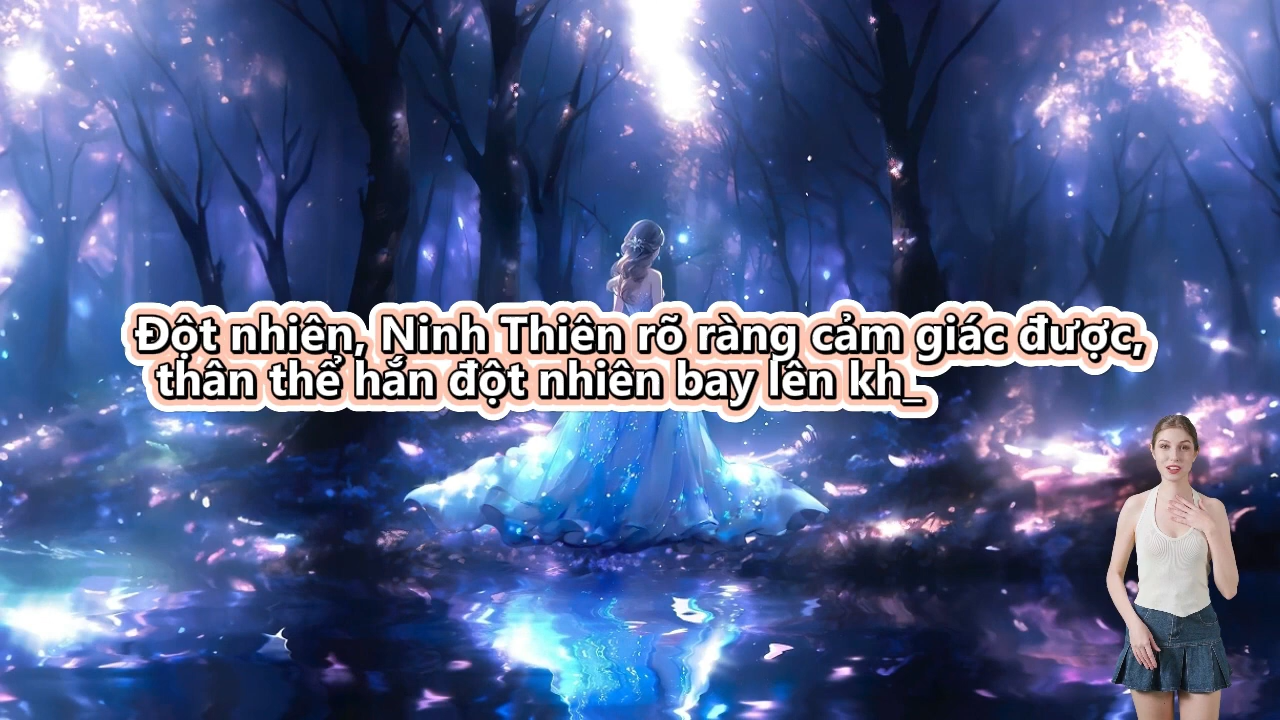 Đột nhiên, Ninh Thiên rõ ràng cảm giác được,
thân thể hắn đột nhiên bay lên kh_